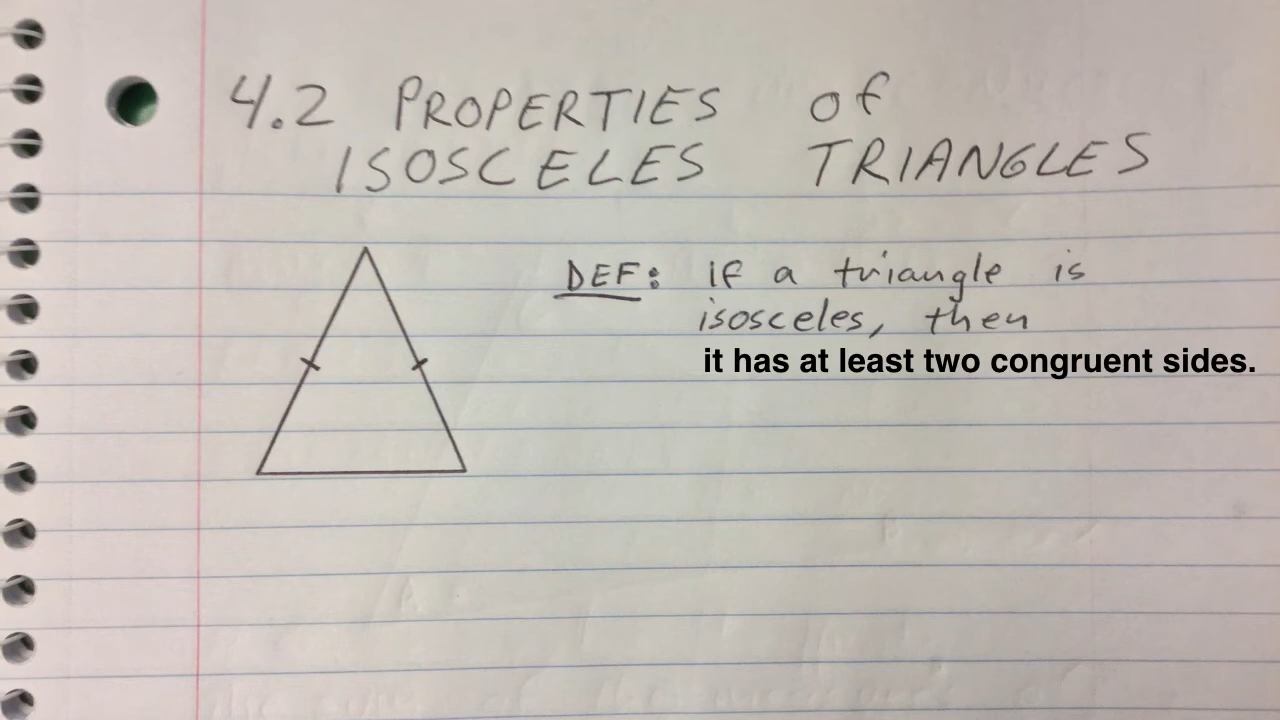 4.2 PROPERTIES of
ISOSCELES TRIANGLES
DEF: if a triangle is
isosceles, then
it has at least two congruent sides.